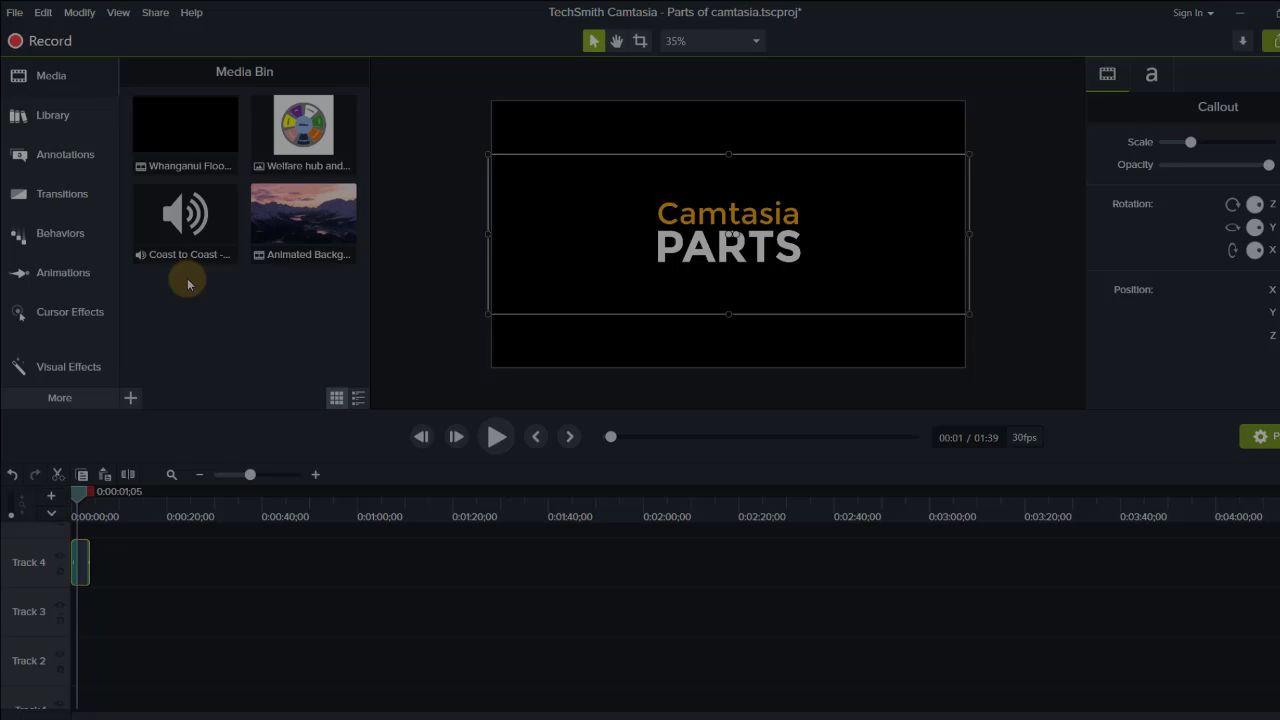 File Edit Modify View Share Help
TechSmith Camtasia - Parts of camtasia.tscproj*
Sign In
Record
35%
Media
Library
Annotations
Transitions
Behaviors
Animations
Cursor Effects
Visual Effects
More
Media Bin
Whanganui Floo...
Welfare hub and...
Coast to Coast -...
Animated Backg...
Camtasia
PARTS
a
Callout
Scale
Opacity
Rotation:
Z
Y
X
Position:
X
Y
Z
00:01 / 01:39
30fps
P
0:00:01;05
0:00:00;00 0:00:20;00 0:00:40;00 0:01:00;00 0:01:20;00 0:01:40;00 0:02:00;00 0:02:20;00 0:02:40;00 0:03:00;00 0:03:20;00 0:03:40;00 0:04:00;00
Track 4
Track 3
Track 2